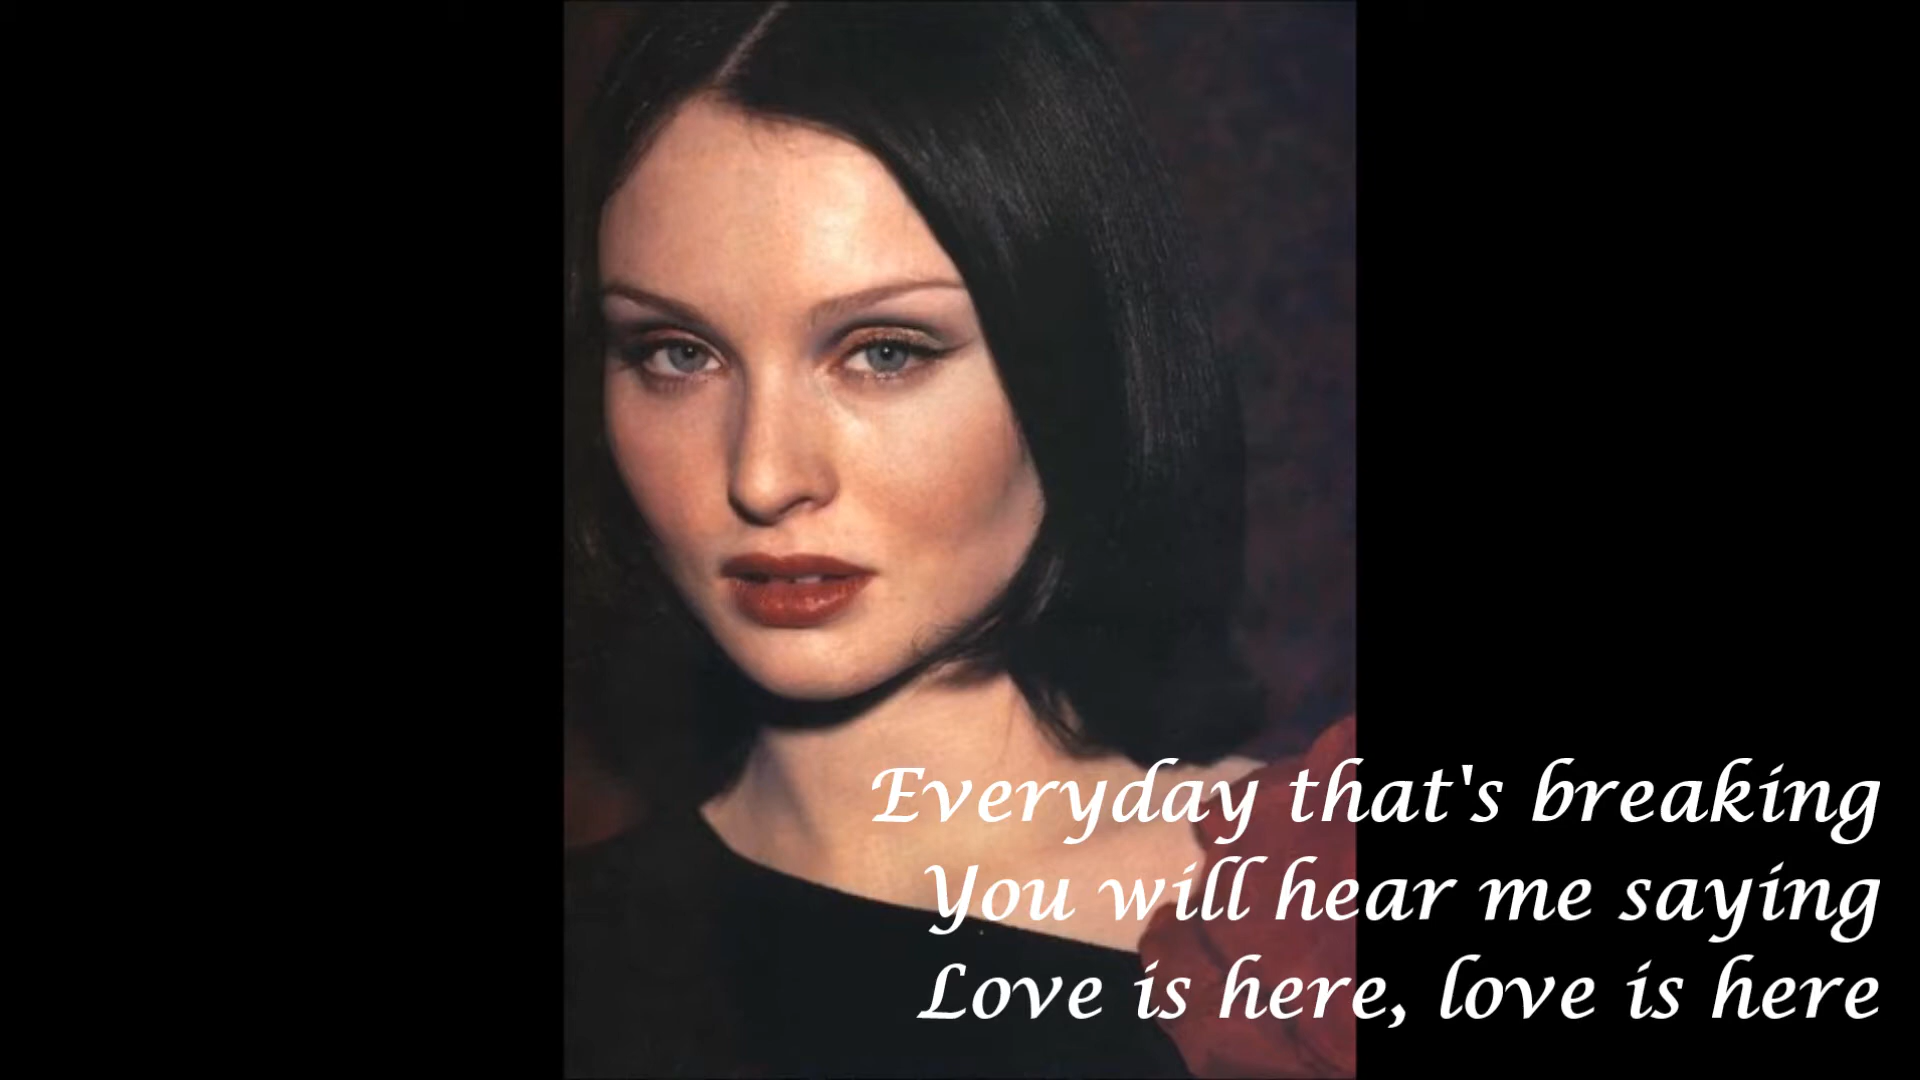 Everyday that's breaking
You will hear me saying
Love is here, love is here